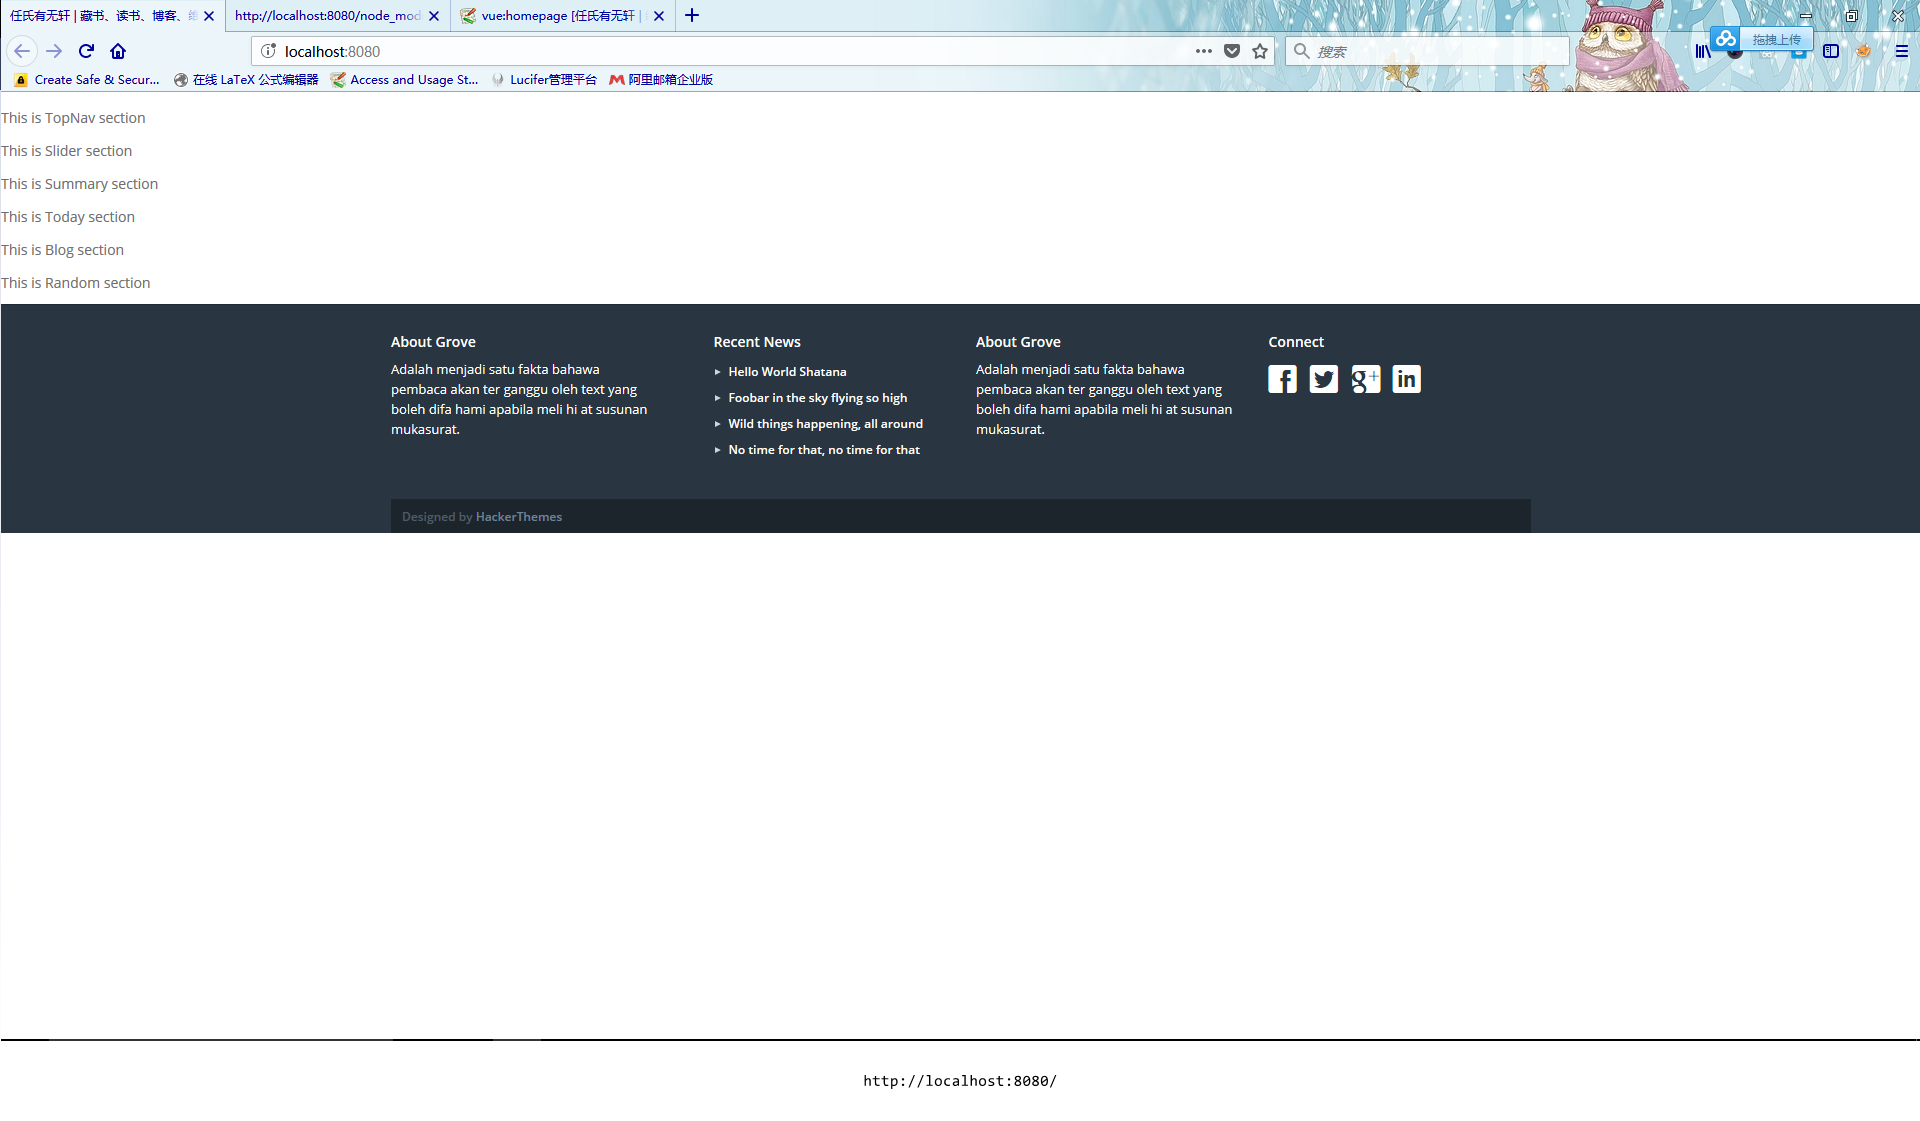 任氏有无轩 | 藏书、读书、博客、
http://localhost:8080/node_mod
vue:homepage [任氏有无轩 |
localhost:8080
搜索
拖拽上传
Create Safe & Secur...
在线 LaTeX 公式编辑器
Access and Usage St...
Lucifer管理平台
阿里邮箱企业版
This is TopNav section
This is Slider section
This is Summary section
This is Today section
This is Blog section
This is Random section
About Grove
Adalah menjadi satu fakta bahawa
pembaca akan ter ganggu oleh text yang
boleh difa hami apabila meli hi at susunan
mukasurat.
Recent News
Hello World Shatana
Foobar in the sky flying so high
Wild things happening, all around
No time for that, no time for that
About Grove
Adalah menjadi satu fakta bahawa
pembaca akan ter ganggu oleh text yang
boleh difa hami apabila meli hi at susunan
mukasurat.
Connect
Designed by HackerThemes
http://localhost:8080/